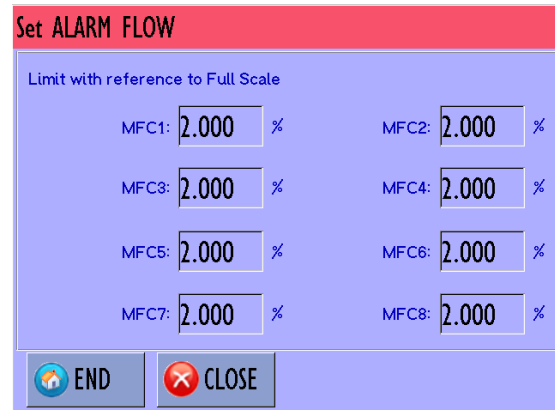 Set ALARM FLOW
Limit with reference to Full Scale
MFC1: 2.000 % MFC2: 2.000 %
MFC3: 2.000 % MFC4: 2.000 %
MFC5: 2.000 % MFC6: 2.000 %
MFC7: 2.000 % MFC8: 2.000 %
END CLOSE